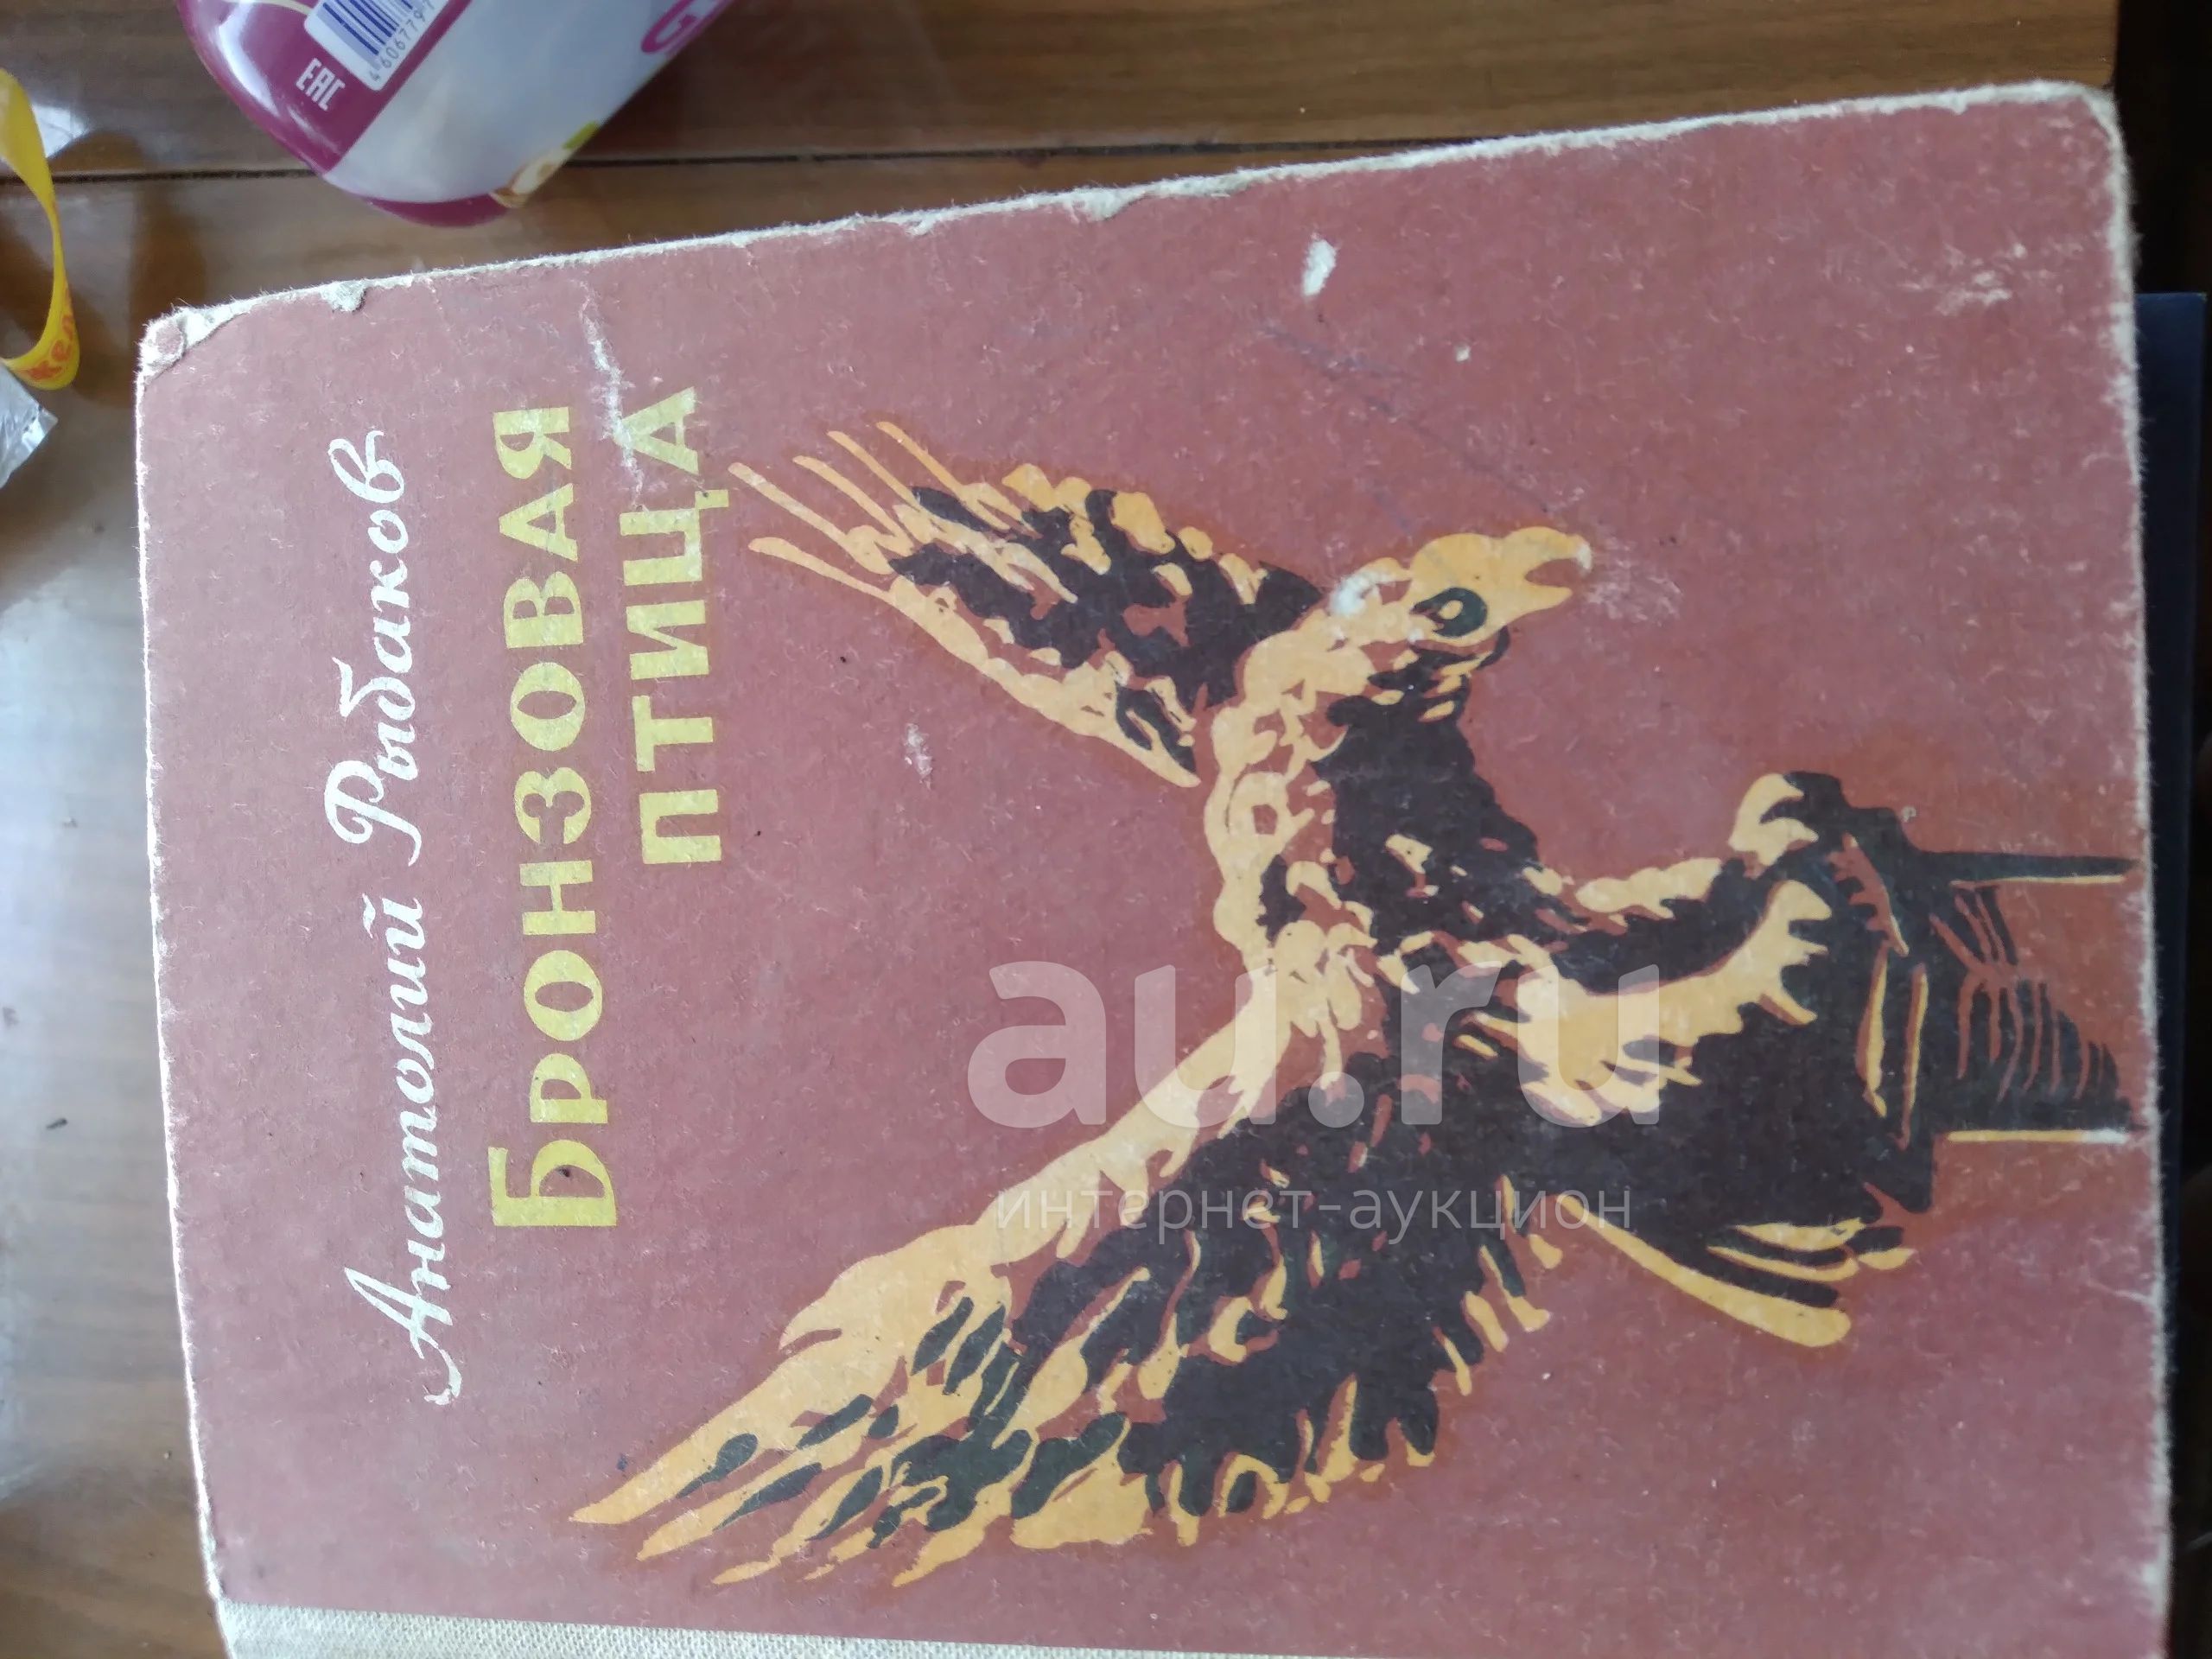 Анатолий Рыбаков
БРОНЗОВАЯ
ПТИЦА
au.ru
интернет-аукцион
EAC